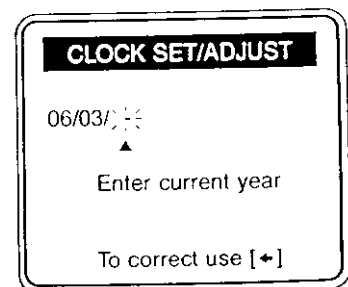 CLOCK SET/ADJUST
06/03/--
Enter current year
To correct use [←]